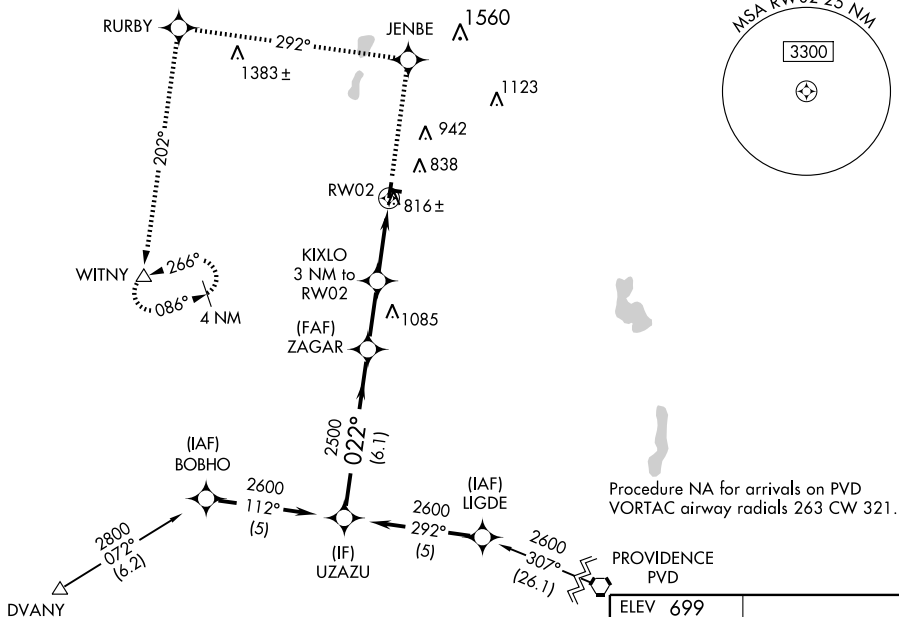 RURBY
292°
1383±
JENBE
1560
MSA RW02 25 NM
3300
1123
942
838
202°
RW02
816±
WITNY
266°
086°
4 NM
KIXLO
3 NM to
RW02
1085
(FAF)
ZAGAR
2500
022°
(6.1)
(IAF)
BOBHO
2600
112°
(5)
(IF)
UZAZU
2600
292°
(5)
(IAF)
LIGDE
2800
072°
(6.2)
DVANY
2600
307°
(26.1)
Procedure NA for arrivals on PVD
VORTAC airway radials 263 CW 321.
PROVIDENCE
PVD
ELEV 699